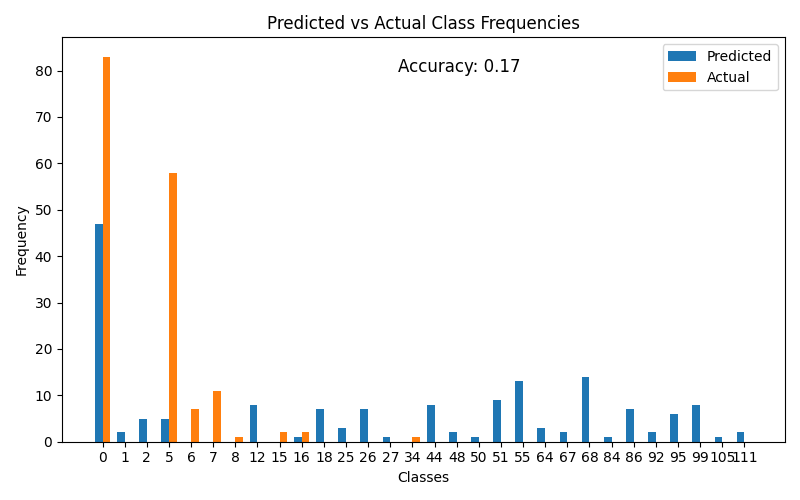 Predicted vs Actual Class Frequencies
Accuracy: 0.17
Predicted
Actual
Frequency
80
70
60
50
40
30
20
10
0
0 1 2 5 6 7 8 12 15 16 18 25 26 27 34 44 48 50 51 55 64 67 68 84 86 92 95 99 105 111
Classes